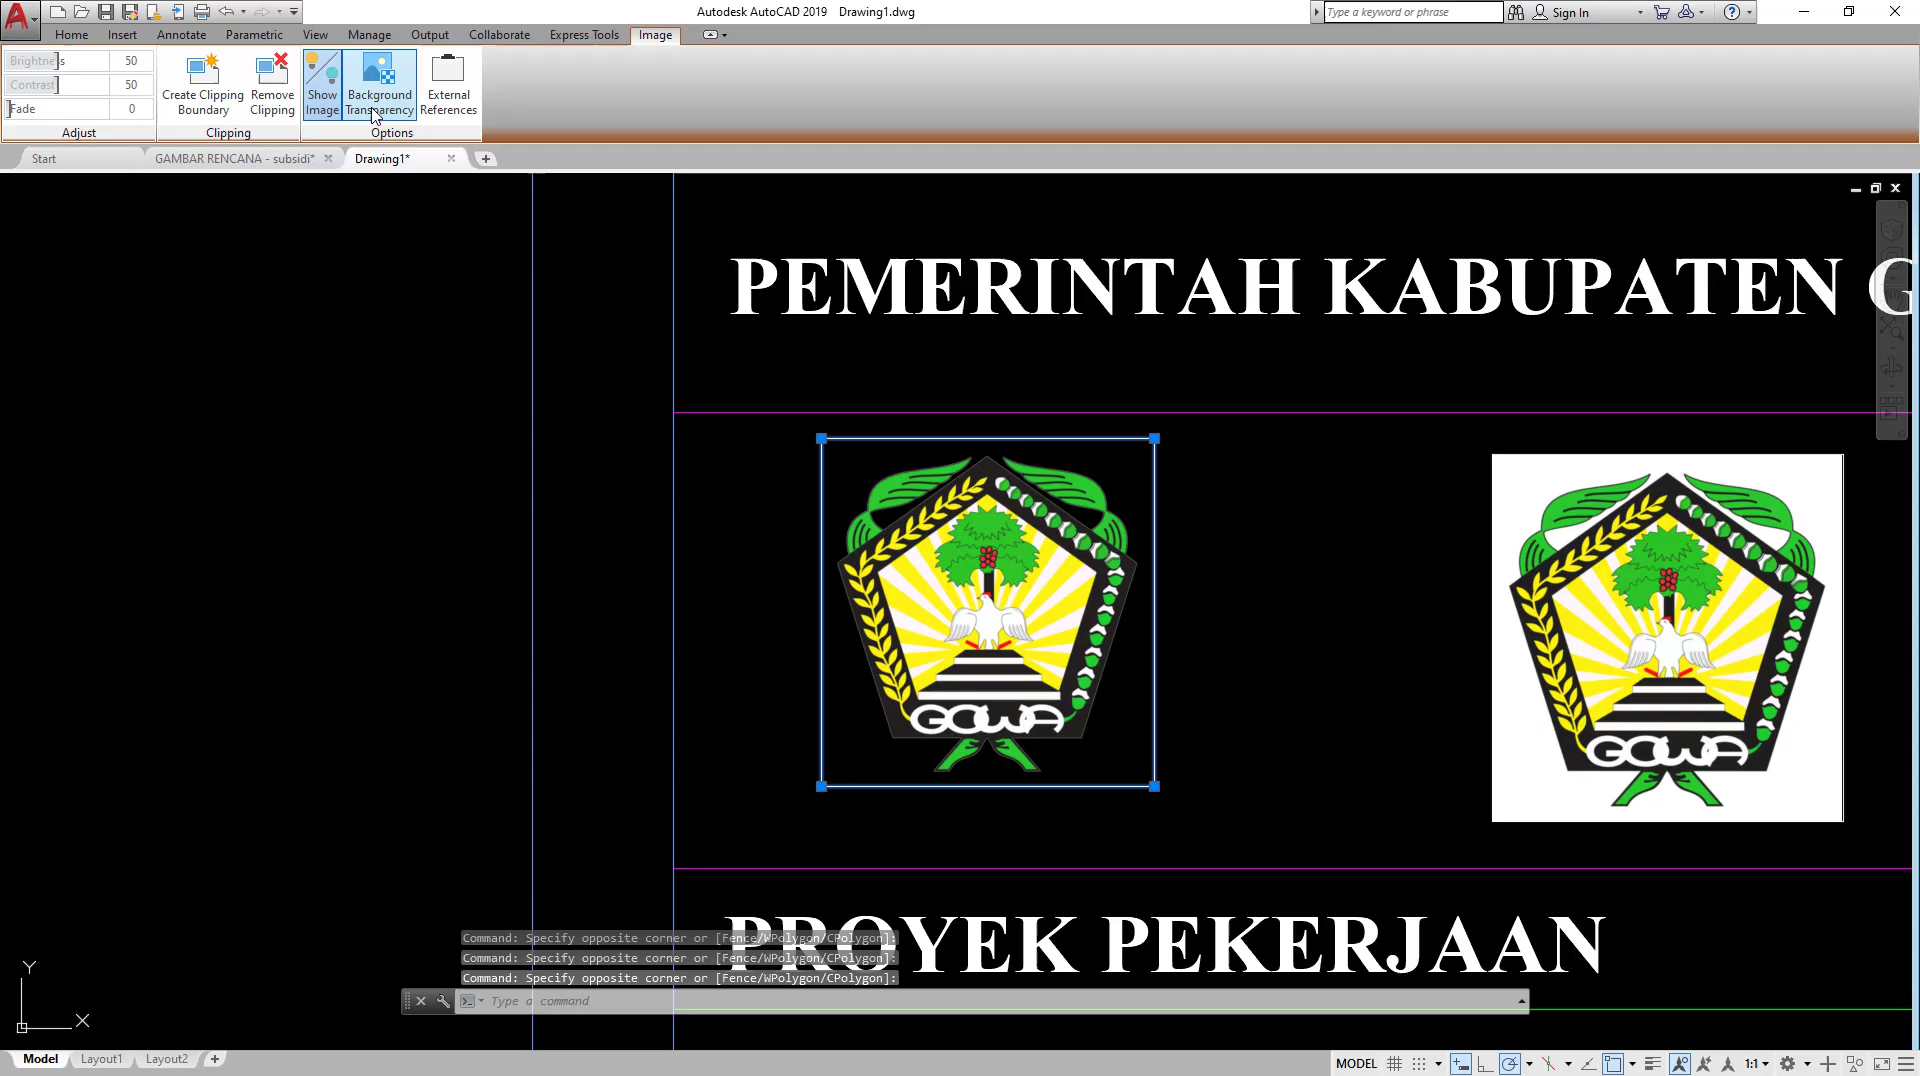 Autodesk AutoCAD 2019 Drawing1.dwg
Type a keyword or phrase
Sign In
Home Insert Annotate Parametric View Manage Output Collaborate Express Tools Image
Brightness 50
Contrast 50
Fade 0
Create Clipping Boundary
Remove Clipping
Show Image
Background Transparency
External References
Adjust Clipping Options
Start GAMBAR RENCANA - subsidi* Drawing1*
PEMERINTAH KABUPATEN G
GOWA
GOWA
PROYEK PEKERJAAN
Command: Specify opposite corner or [Fence/WPolygon/CPolygon]:
Command: Specify opposite corner or [Fence/WPolygon/CPolygon]:
Command: Specify opposite corner or [Fence/WPolygon/CPolygon]:
Type a command
Y
X
Model Layout1 Layout2
MODEL 1:1